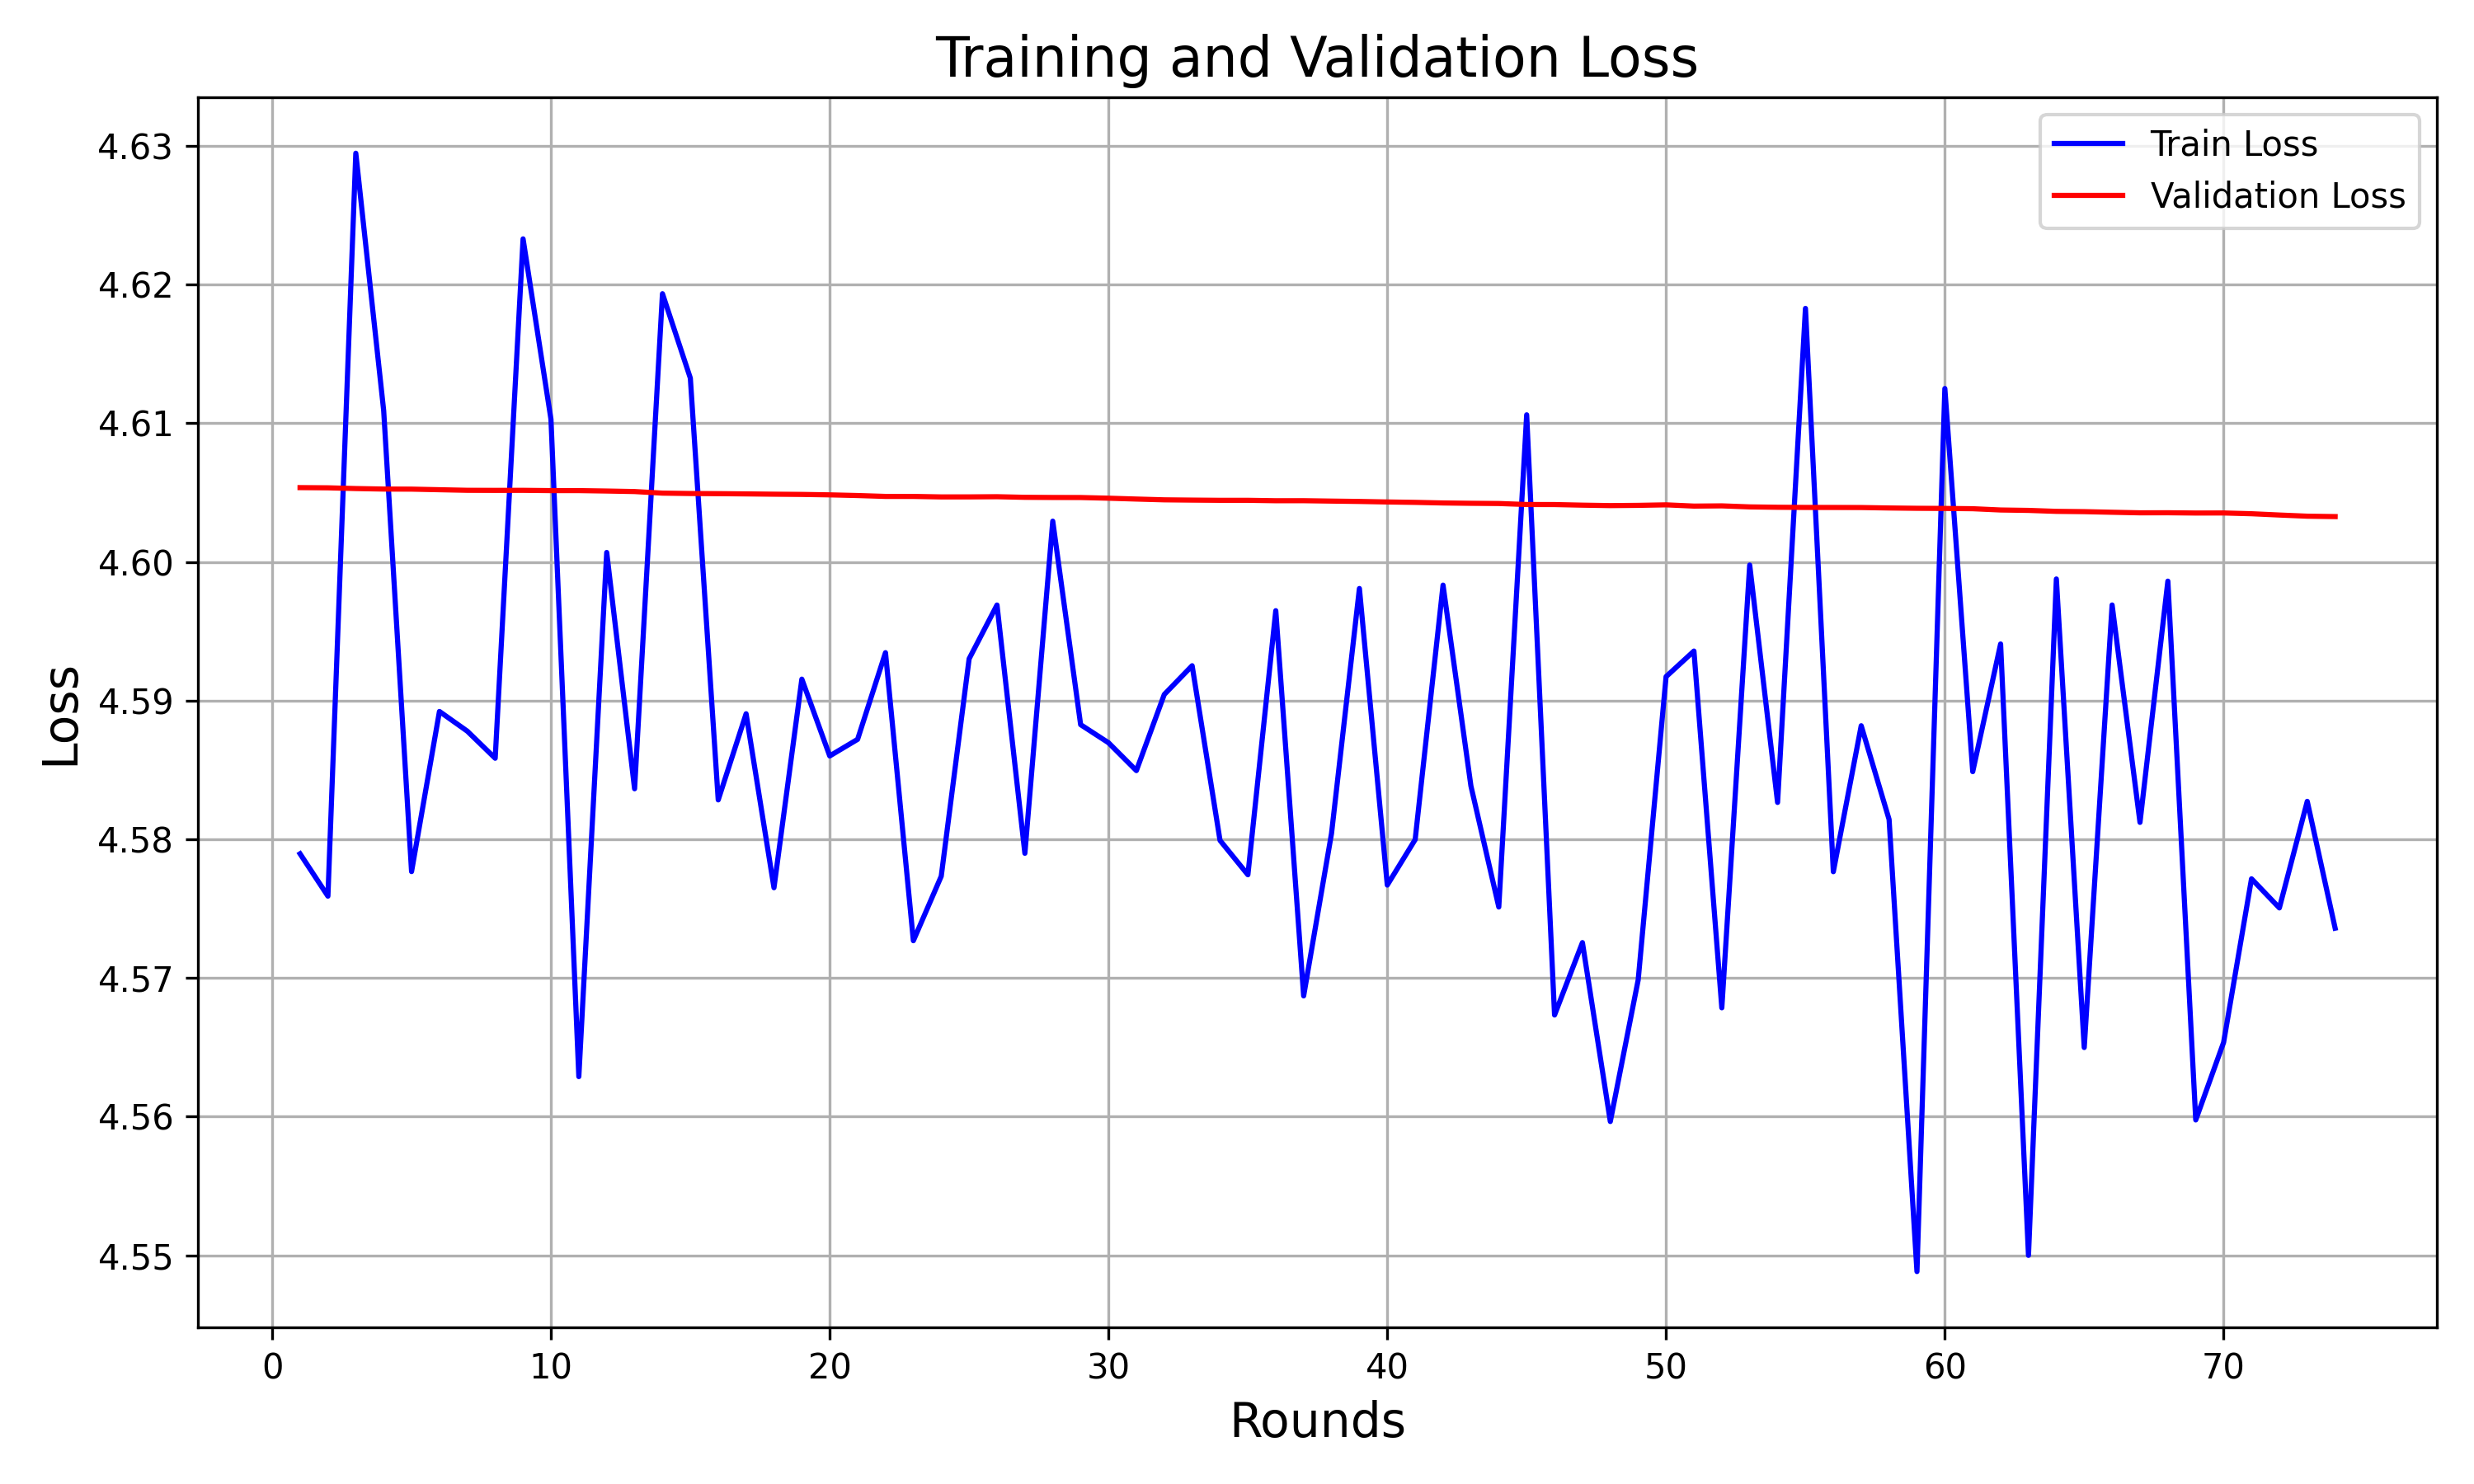 Training and Validation Loss
Train Loss
Validation Loss
4.63
4.62
4.61
4.60
4.59
4.58
4.57
4.56
4.55
Loss
0 10 20 30 40 50 60 70
Rounds